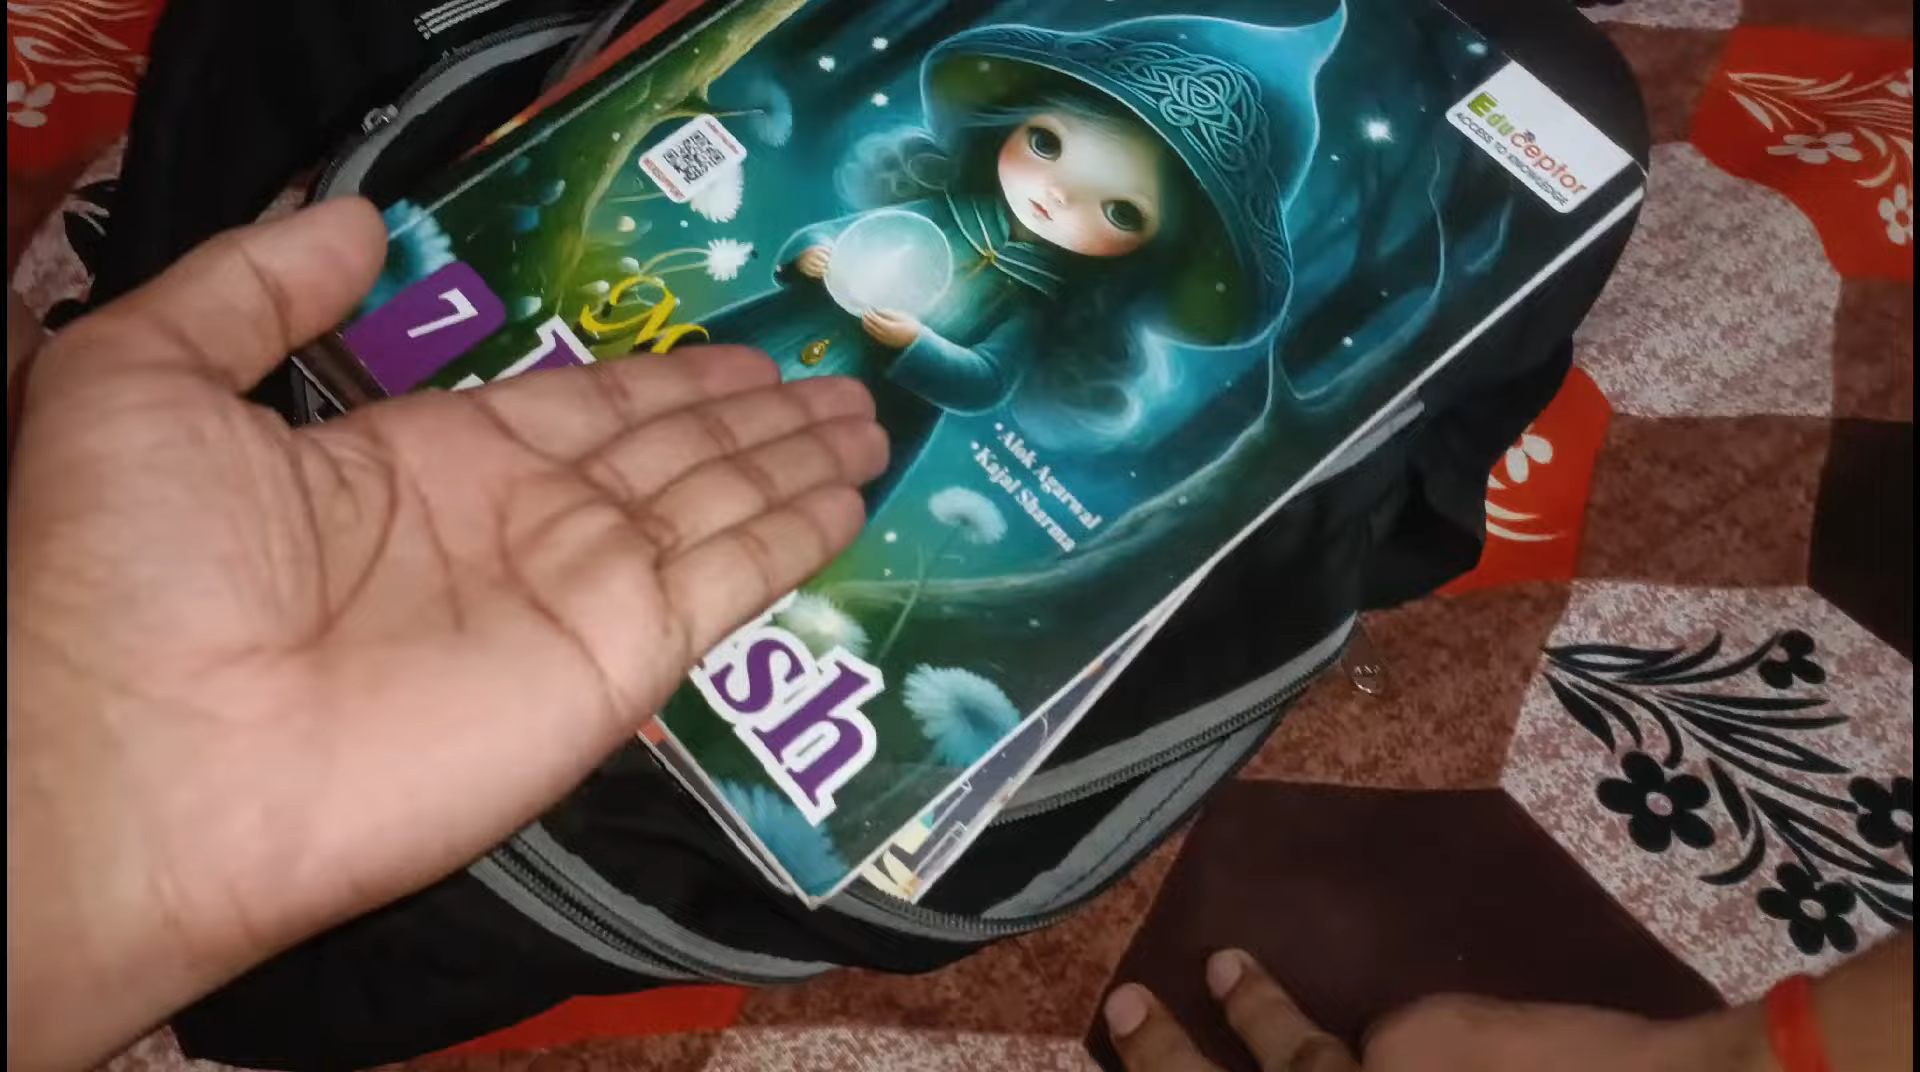 Educeptor
ACCESS TO KNOWLEDGE
7
M
sh
• Alok Agarwal
• Kajal Sharma